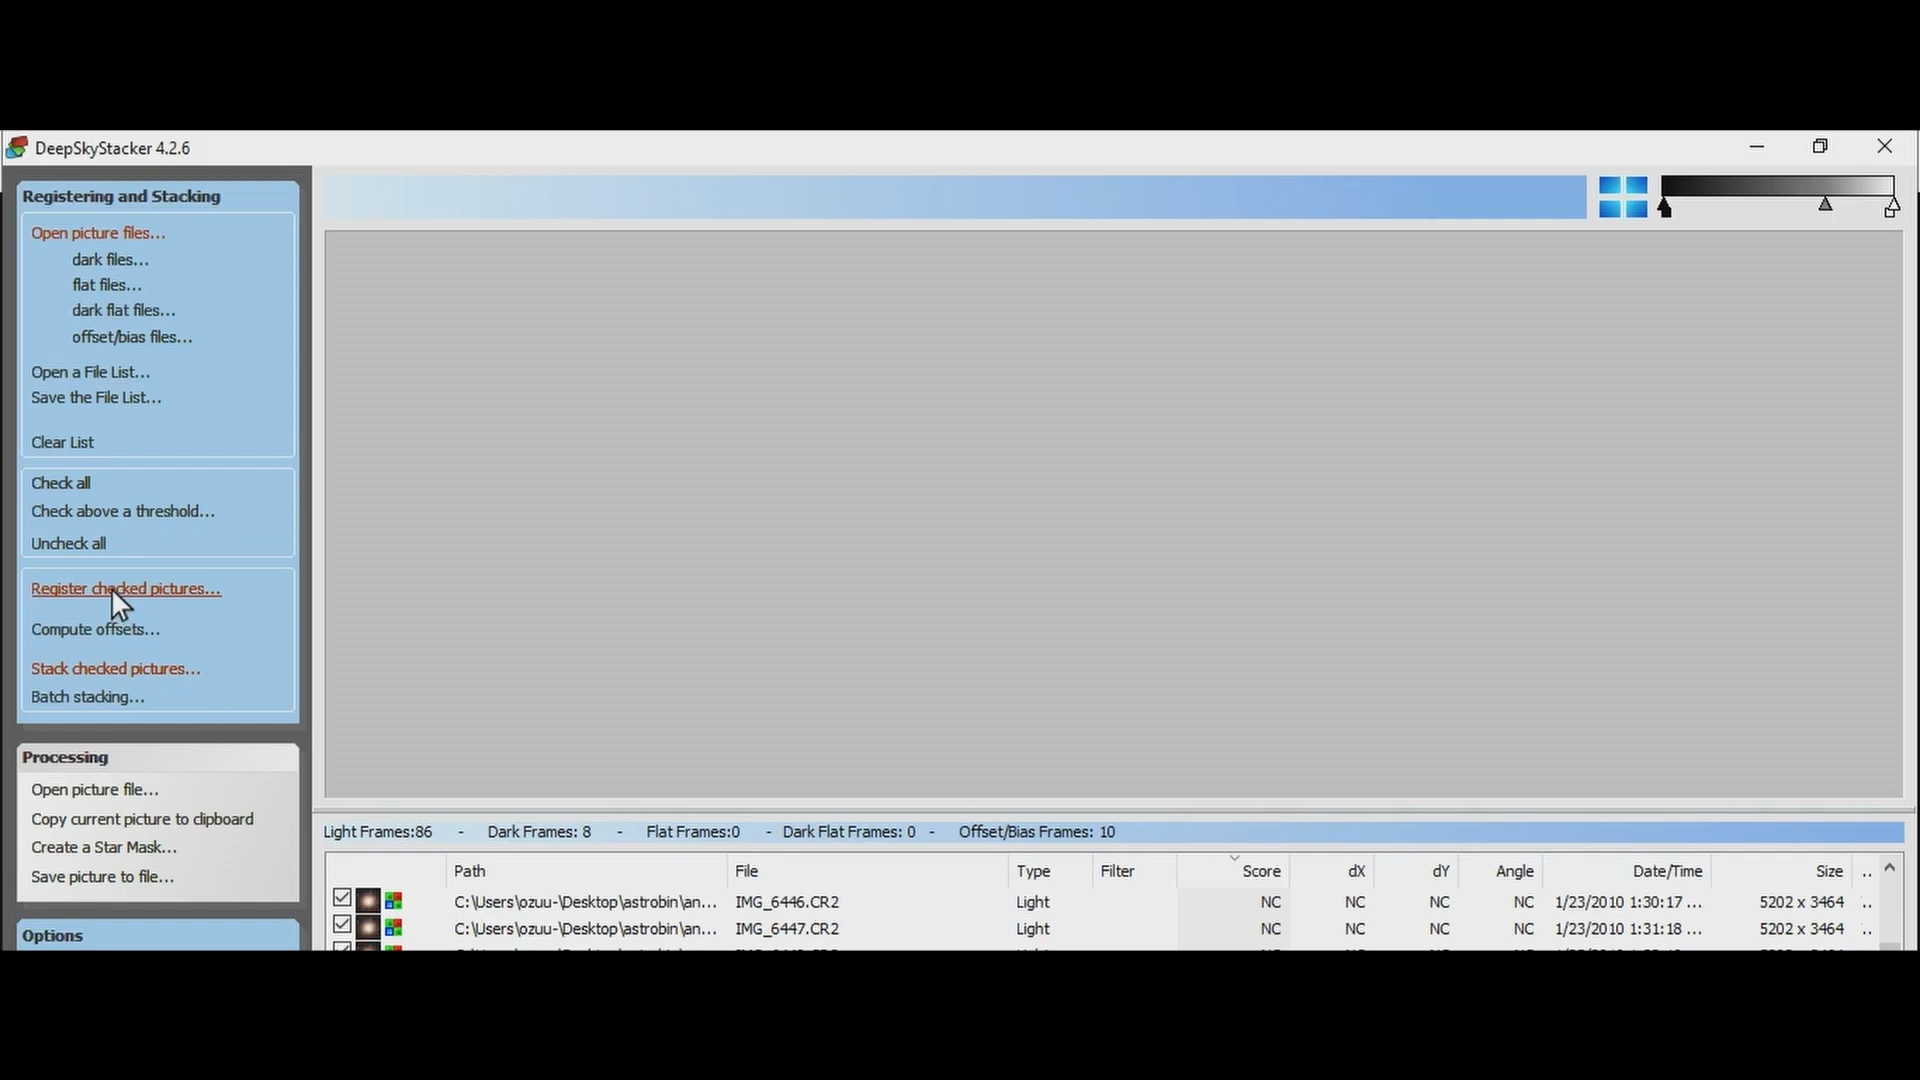 DeepSkyStacker 4.2.6
Registering and Stacking
Open picture files...
dark files...
flat files...
dark flat files...
offset/bias files...
Open a File List...
Save the File List...
Clear List
Check all
Check above a threshold...
Uncheck all
Register checked pictures...
Compute offsets...
Stack checked pictures...
Batch stacking...
Processing
Open picture file...
Copy current picture to clipboard
Create a Star Mask...
Save picture to file...
Options
Light Frames:86 - Dark Frames: 8 - Flat Frames:0 - Dark Flat Frames: 0 - Offset/Bias Frames: 10
Path File Type Filter Score dX dY Angle Date/Time Size ..
C:\Users\ozuu-\Desktop\astrobin\an... IMG_6446.CR2 Light NC NC NC NC 1/23/2010 1:30:17 ... 5202 x 3464 ..
C:\Users\ozuu-\Desktop\astrobin\an... IMG_6447.CR2 Light NC NC NC NC 1/23/2010 1:31:18 ... 5202 x 3464 ..